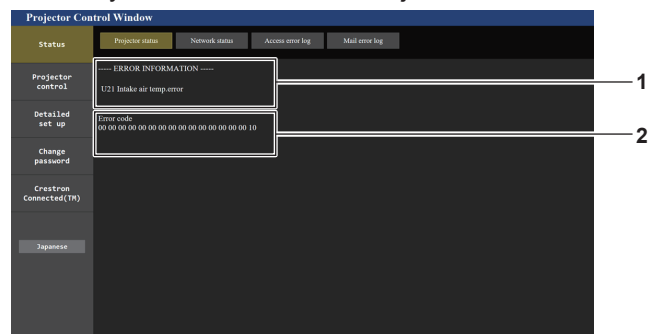 Projector Control Window
Status
Projector status
Network status
Access error log
Mail error log
Projector
control
Detailed
set up
Change
password
Crestron
Connected(TM)
Japanese
----- ERROR INFORMATION -----
U21 Intake air temp.error
Error code
00 00 00 00 00 00 00 00 00 00 00 00 00 00 00 10
1
2